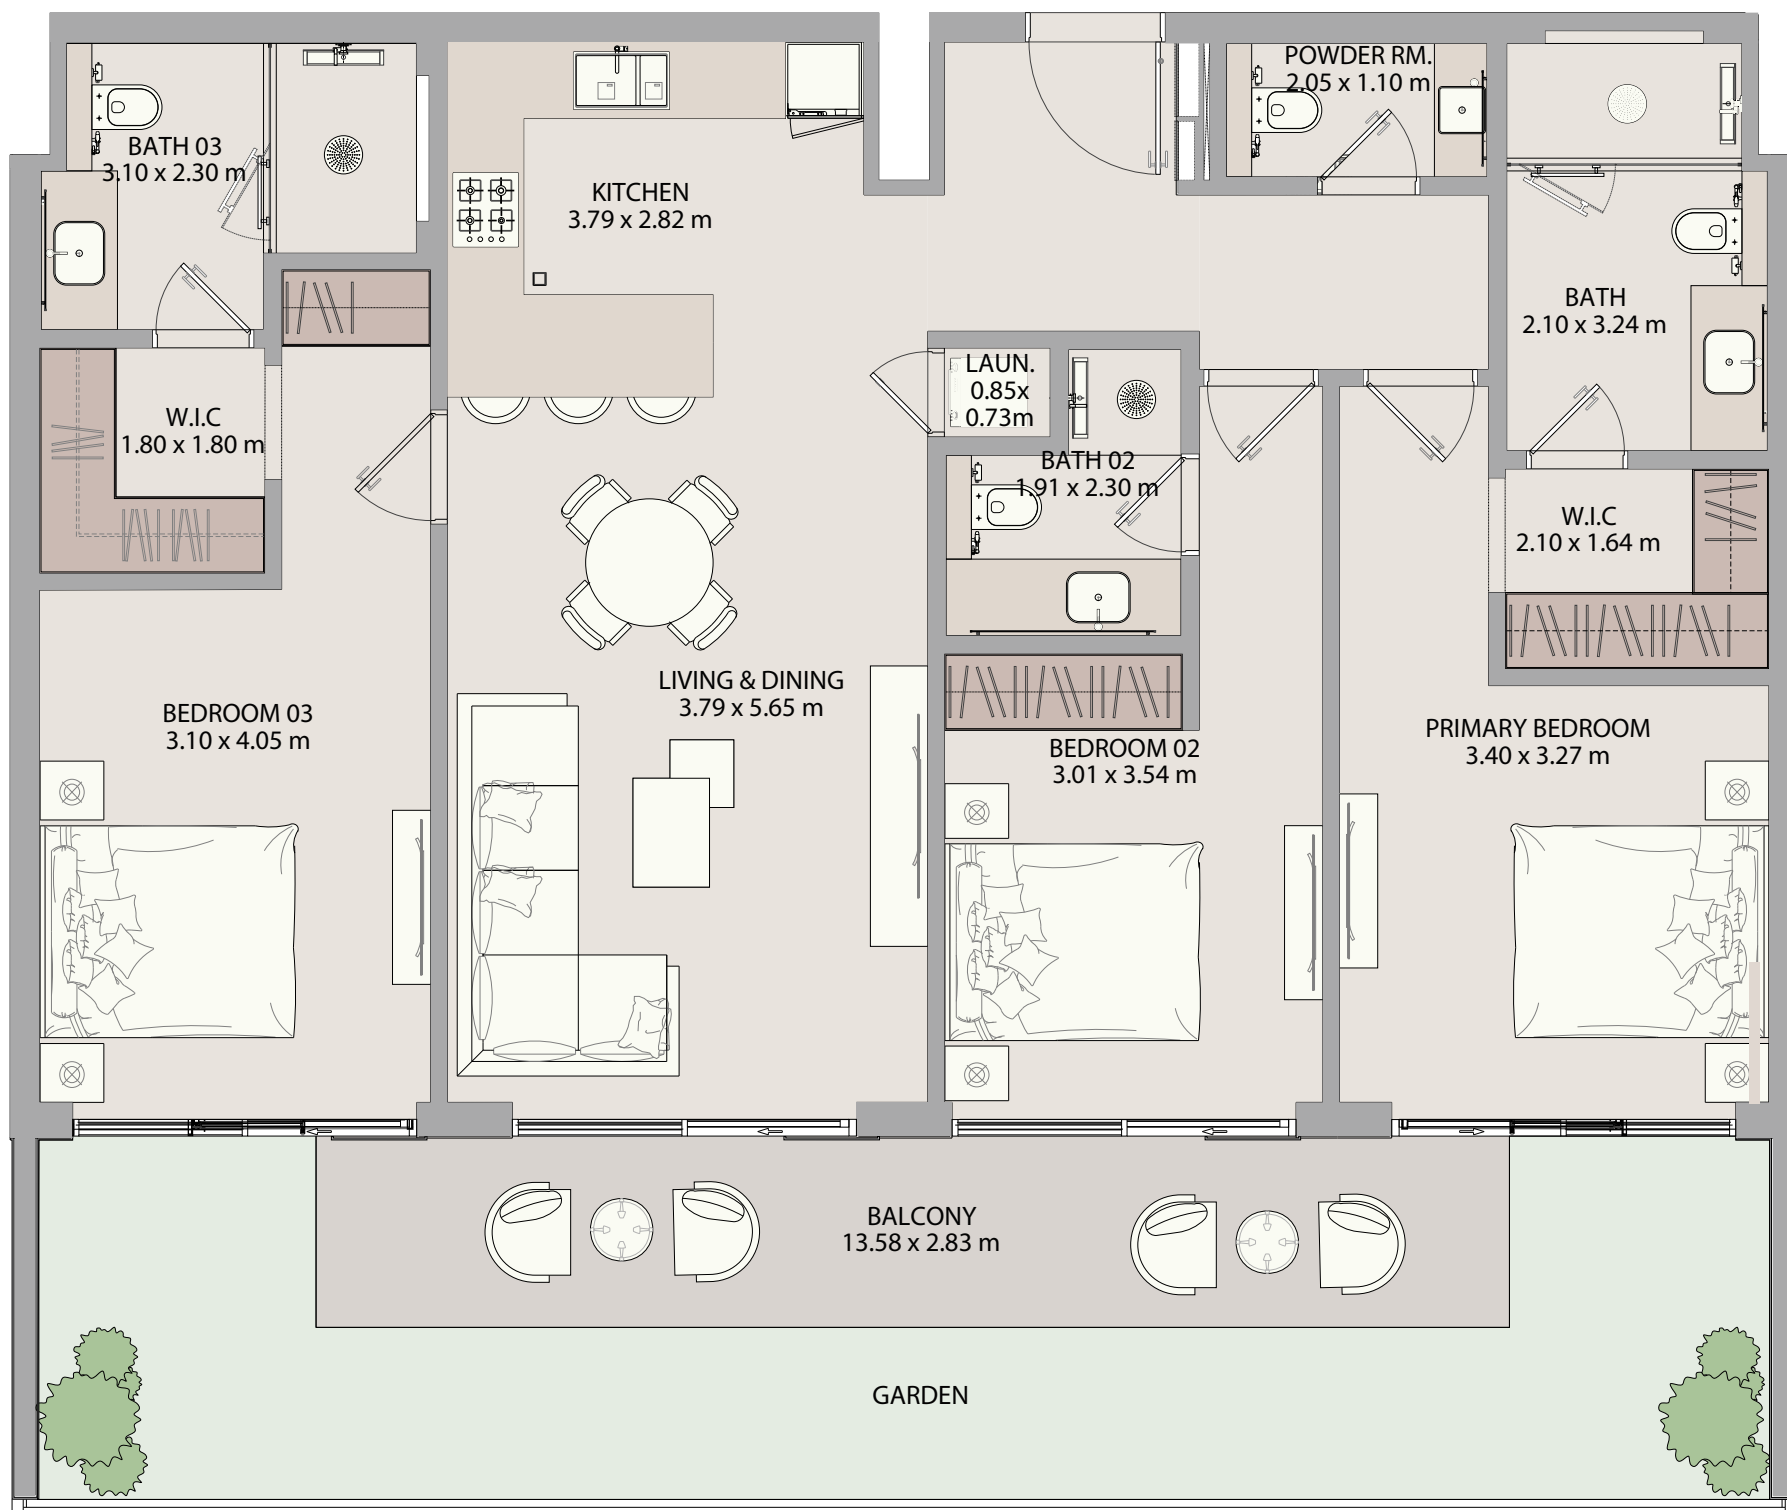 POWDER RM.
2.05 x 1.10 m
BATH 03
3.10 x 2.30 m
KITCHEN
3.79 x 2.82 m
BATH
2.10 x 3.24 m
LAUN.
0.85x
0.73m
W.I.C
1.80 x 1.80 m
BATH 02
1.91 x 2.30 m
W.I.C
2.10 x 1.64 m
LIVING & DINING
3.79 x 5.65 m
BEDROOM 03
3.10 x 4.05 m
BEDROOM 02
3.01 x 3.54 m
PRIMARY BEDROOM
3.40 x 3.27 m
BALCONY
13.58 x 2.83 m
GARDEN